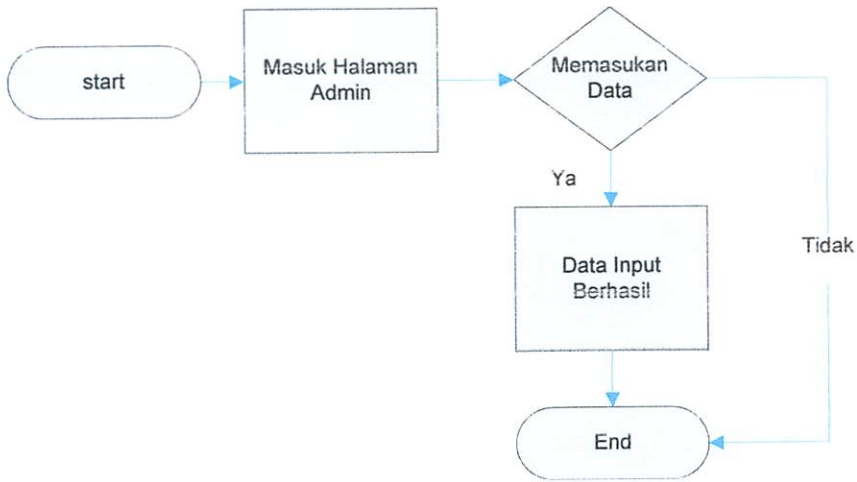 start
Masuk Halaman
Admin
Memasukan
Data
Ya
Tidak
Data Input
Berhasil
End